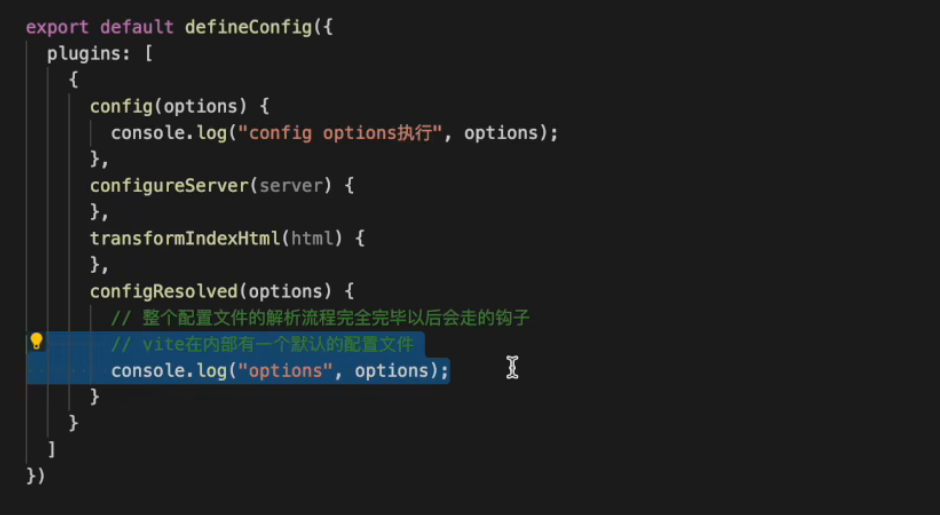 export default defineConfig({
plugins: [
{
config(options) {
console.log("config options执行", options);
},
configureServer(server) {
},
transformIndexHtml(html) {
},
configResolved(options) {
// 整个配置文件的解析流程完全完毕以后会走的钩子
// vite在内部有一个默认的配置文件
console.log("options", options);
}
}
]
})